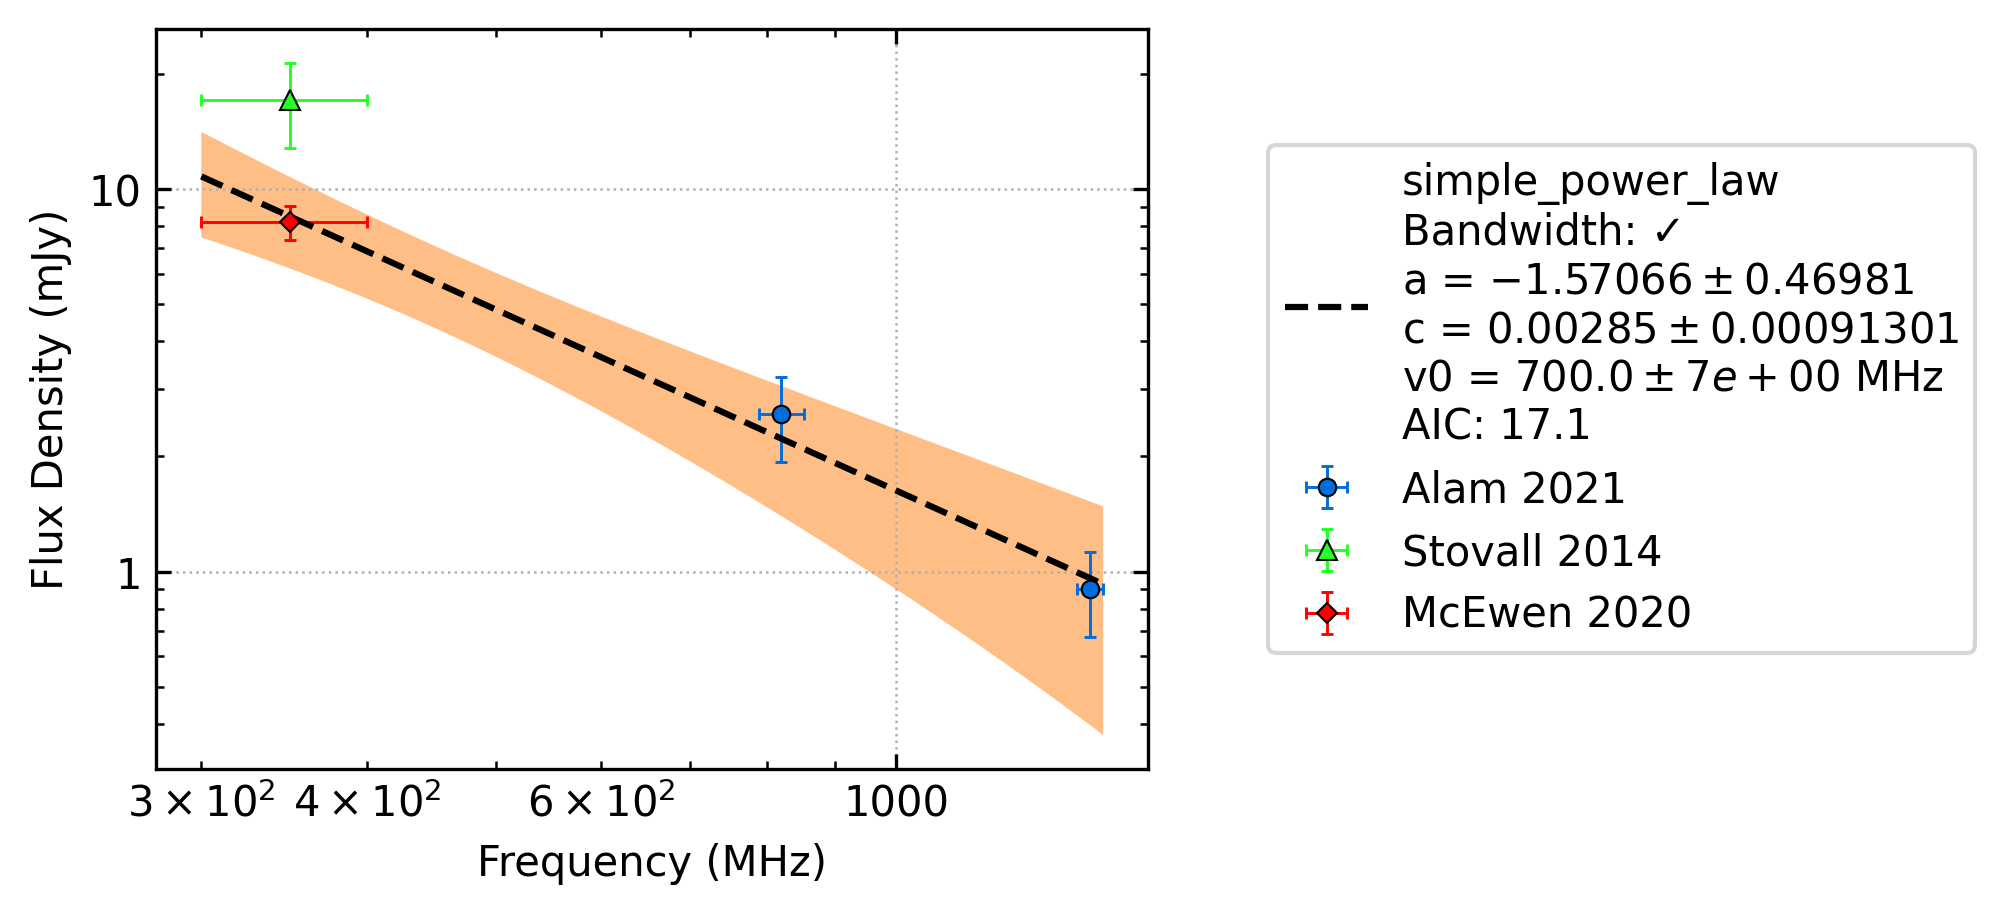 10
1
Flux Density (mJy)
3 × 10² 4 × 10² 6 × 10² 1000
Frequency (MHz)
simple_power_law
Bandwidth: ✓
a = −1.57066 ± 0.46981
c = 0.00285 ± 0.00091301
v0 = 700.0 ± 7e + 00 MHz
AIC: 17.1
Alam 2021
Stovall 2014
McEwen 2020